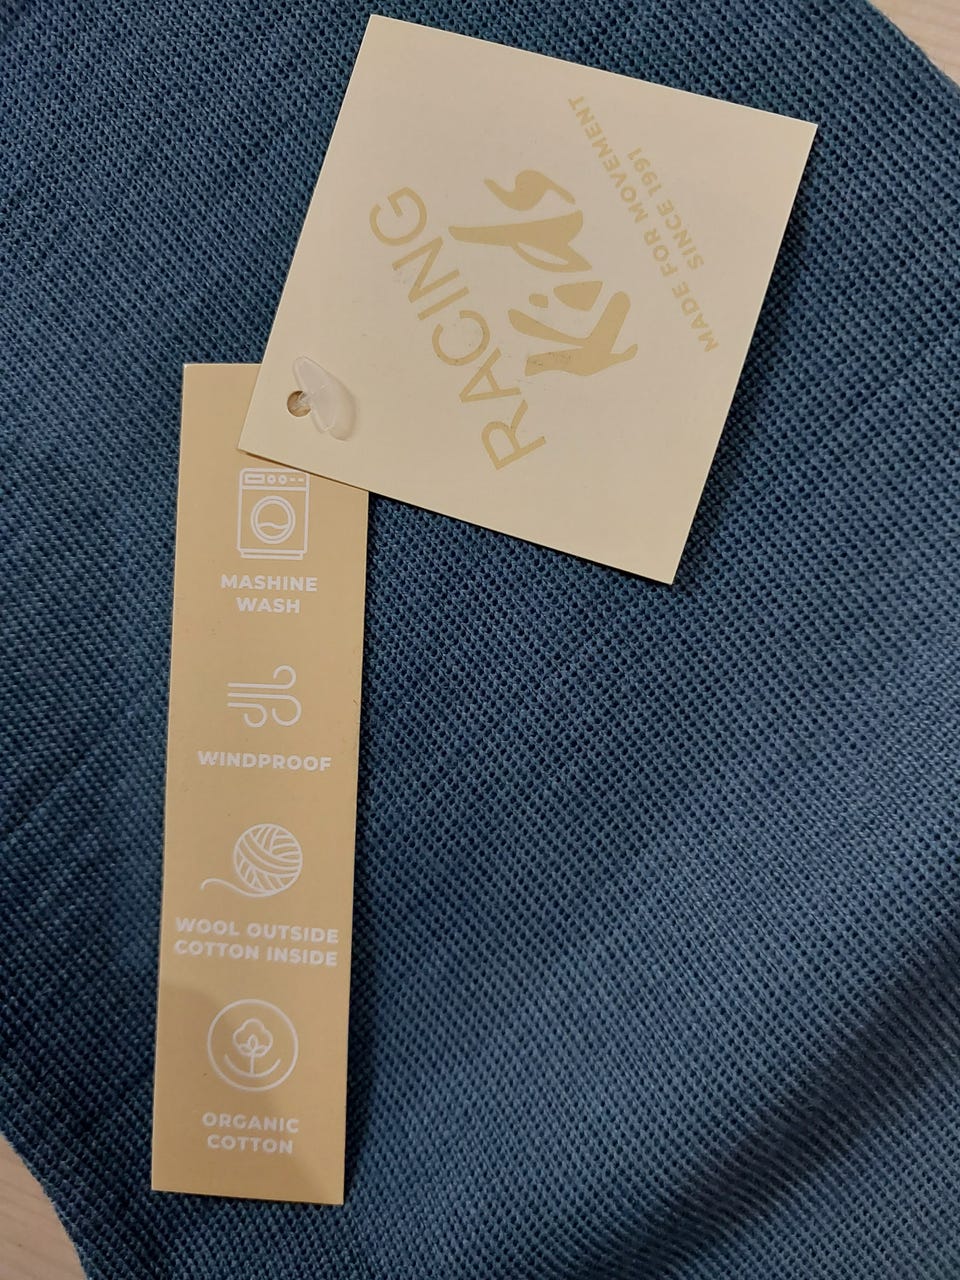 RACING
Kids
MADE FOR MOVEMENT
SINCE 1991
MASHINE
WASH
WINDPROOF
WOOL OUTSIDE
COTTON INSIDE
ORGANIC
COTTON